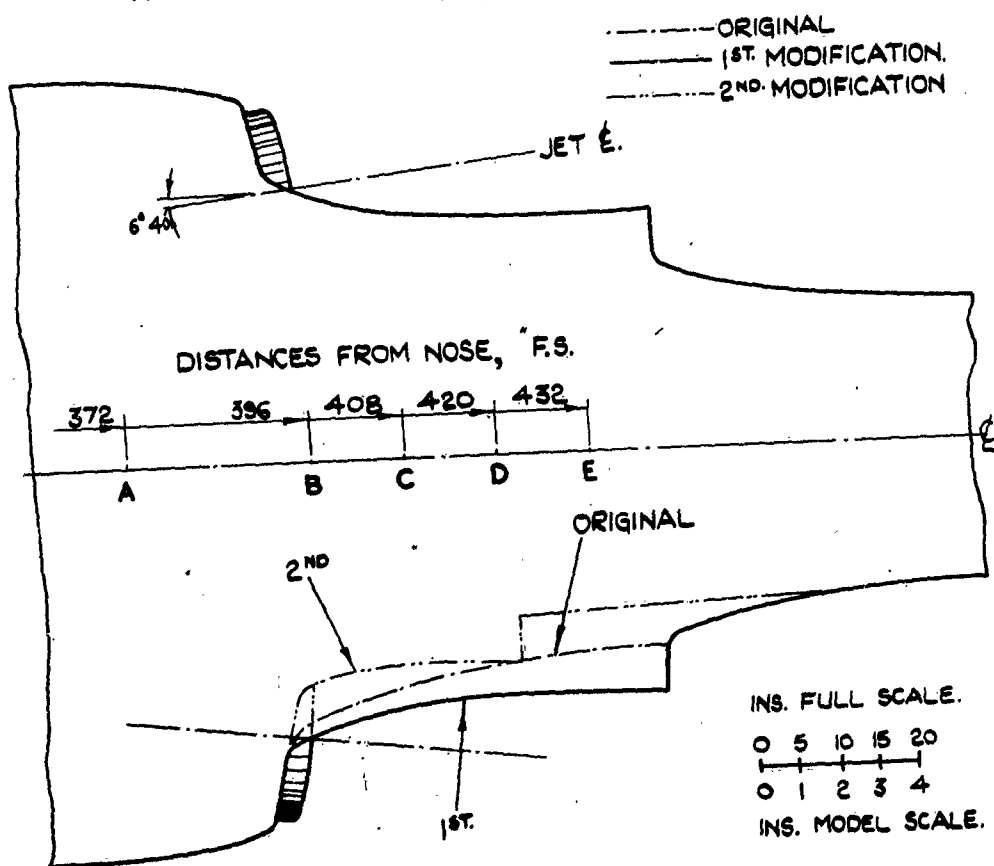 ORIGINAL
1ST. MODIFICATION.
2ND. MODIFICATION
JET ℄.
6° 40'
DISTANCES FROM NOSE, "F.S.
372 396 408 420 432
A B C D E
℄
ORIGINAL
2ND
1ST.
INS. FULL SCALE.
0 5 10 15 20
0 1 2 3 4
INS. MODEL SCALE.